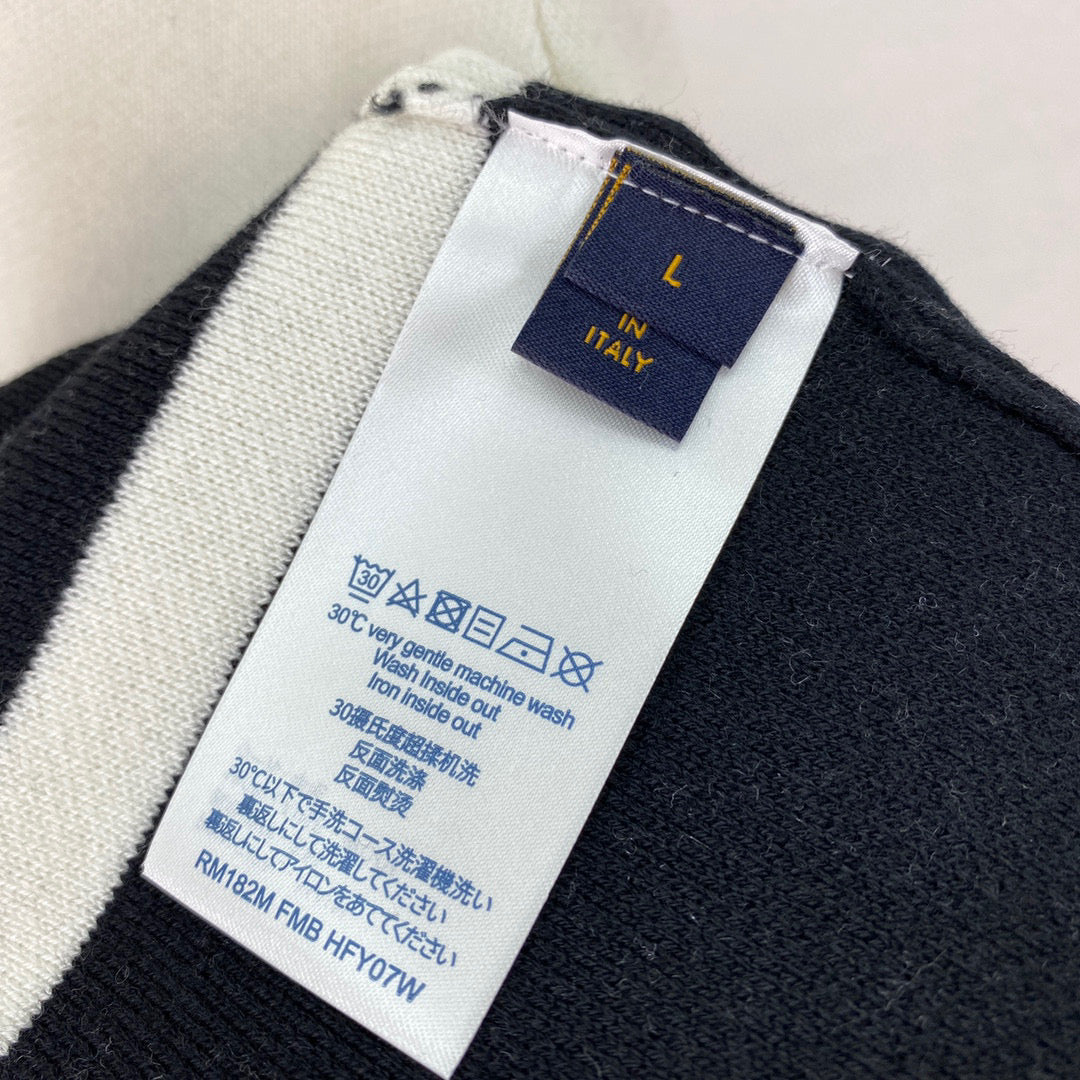 L
IN
ITALY
30
30℃ very gentle machine wash
Wash Inside out
Iron inside out
30摄氏度超揉机洗
反面洗涤
反面熨烫
30℃以下で手洗コース洗濯機洗い
裏返しにして洗濯してください
裏返しにしてアイロンをあててください
RM182M FMB HFY07W